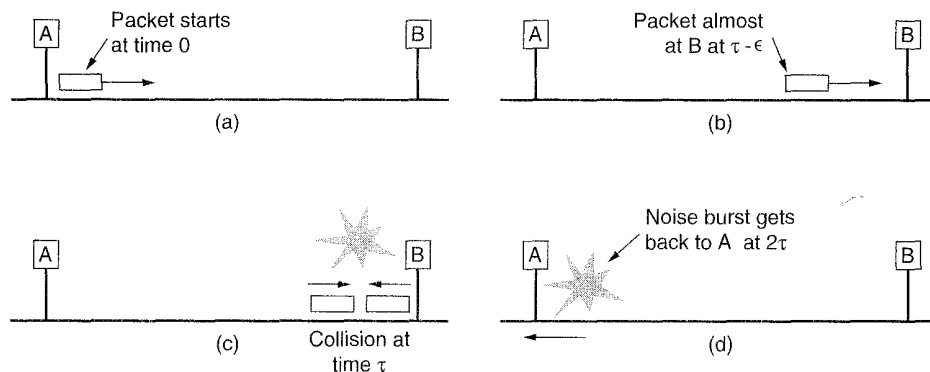 A
Packet starts
at time 0
B
(a)
A
Packet almost
at B at τ - ϵ
B
(b)
A
B
Collision at
time τ
(c)
A
Noise burst gets
back to A at 2τ
B
(d)